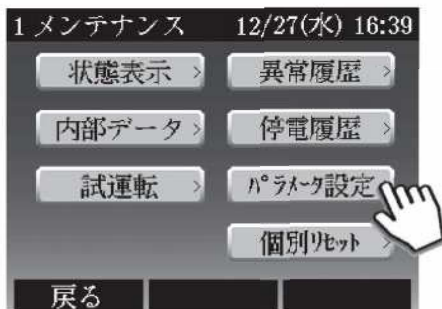 1 メンテナンス 12/27(水) 16:39
状態表示 > 異常履歴 >
内部データ > 停電履歴 >
試運転 > ﾊﾟﾗﾒｰﾀ設定
個別ﾘｾｯﾄ >
戻る